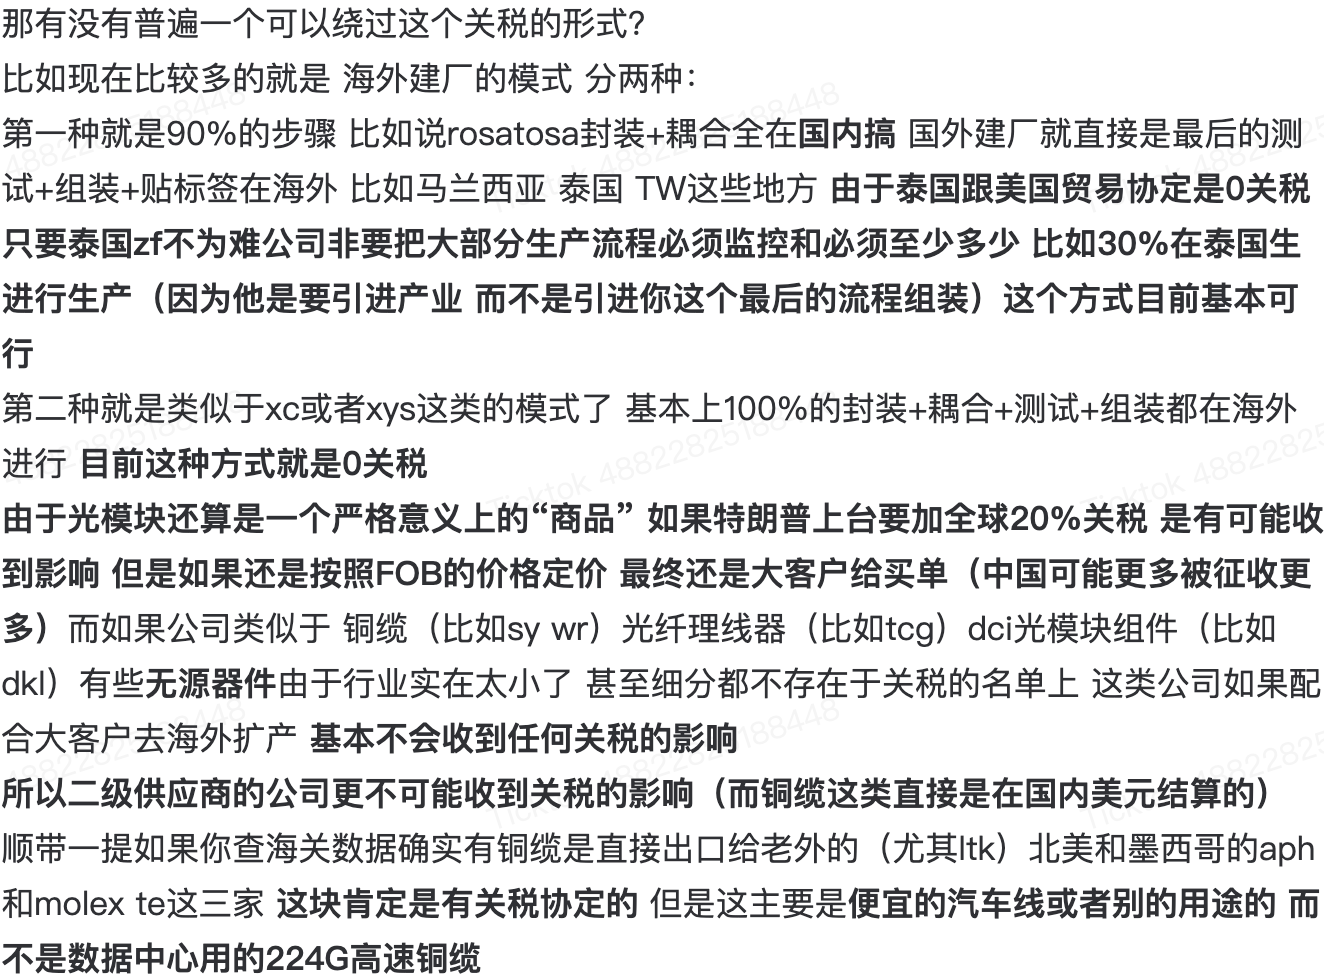 那有没有普遍一个可以绕过这个关税的形式？
比如现在比较多的就是 海外建厂的模式 分两种：
第一种就是90%的步骤 比如说rosatosa封装+耦合全在国内搞 国外建厂就直接是最后的测
试+组装+贴标签在海外 比如马兰西亚 泰国 TW这些地方 由于泰国跟美国贸易协定是0关税
只要泰国zf不为难公司非要把大部分生产流程必须监控和必须至少多少 比如30%在泰国生
进行生产（因为他是要引进产业 而不是引进你这个最后的流程组装）这个方式目前基本可
行
第二种就是类似于xc或者xys这类的模式了 基本上100%的封装+耦合+测试+组装都在海外
进行 目前这种方式就是0关税
由于光模块还算是一个严格意义上的“商品” 如果特朗普上台要加全球20%关税 是有可能收
到影响 但是如果还是按照FOB的价格定价 最终还是大客户给买单（中国可能更多被征收更
多）而如果公司类似于 铜缆（比如sy wr）光纤理线器（比如tcg）dci光模块组件（比如
dkl）有些无源器件由于行业实在太小了 甚至细分都不存在于关税的名单上 这类公司如果配
合大客户去海外扩产 基本不会收到任何关税的影响
所以二级供应商的公司更不可能收到关税的影响（而铜缆这类直接是在国内美元结算的）
顺带一提如果你查海关数据确实有铜缆是直接出口给老外的（尤其ltk）北美和墨西哥的aph
和molex te这三家 这块肯定是有关税协定的 但是这主要是便宜的汽车线或者别的用途的 而
不是数据中心用的224G高速铜缆
Ticktok 48822825188448